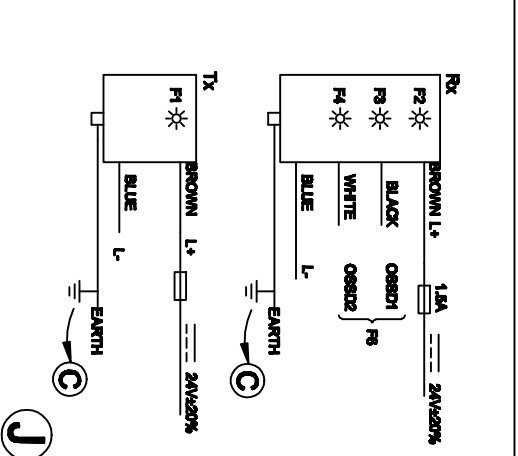 Rx
F2
BROWN L+
1.5A
24V±20%
F3
BLACK
OSSD1
F4
WHITE
OSSD2
F6
BLUE
L-
EARTH
C
Tx
F1
BROWN
L+
24V±20%
BLUE
L-
EARTH
C
J